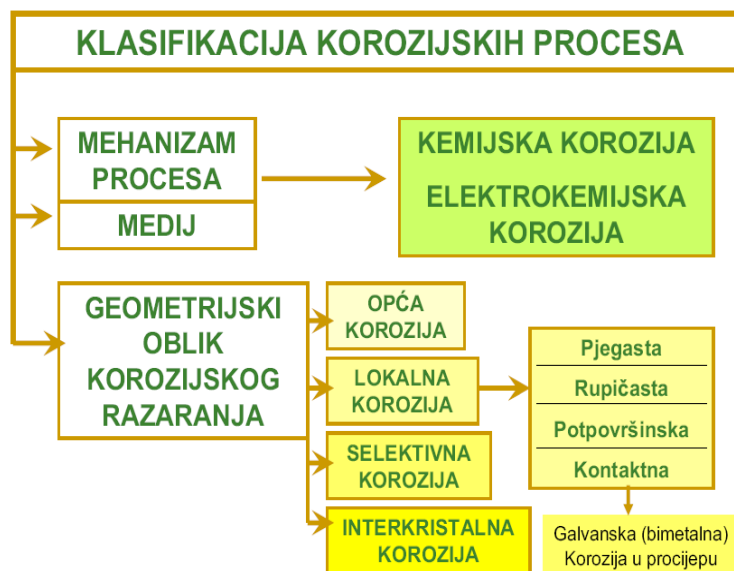 KLASIFIKACIJA KOROZIJSKIH PROCESA
MEHANIZAM
PROCESA
MEDIJ
KEMIJSKA KOROZIJA
ELEKTROKEMIJSKA
KOROZIJA
GEOMETRIJSKI
OBLIK
KOROZIJSKOG
RAZARANJA
OPĆA
KOROZIJA
LOKALNA
KOROZIJA
SELEKTIVNA
KOROZIJA
INTERKRISTALNA
KOROZIJA
Pjegasta
Rupičasta
Potpovršinska
Kontaktna
Galvanska (bimetalna)
Korozija u procijepu